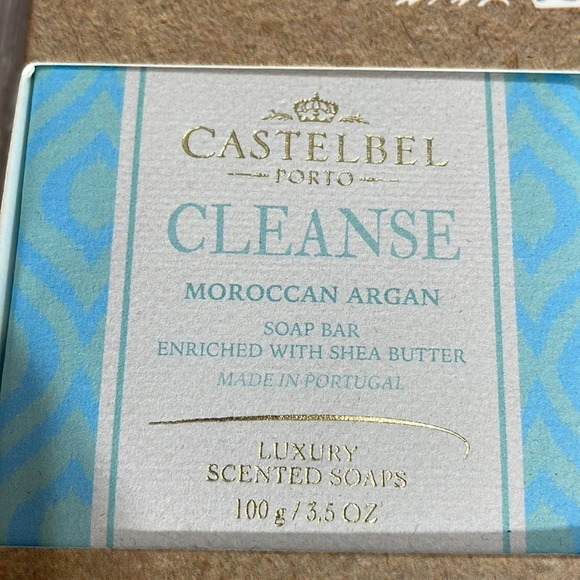 CASTELBEL
PORTO
CLEANSE
MOROCCAN ARGAN
SOAP BAR
ENRICHED WITH SHEA BUTTER
MADE IN PORTUGAL
LUXURY
SCENTED SOAPS
100 g / 3.5 OZ